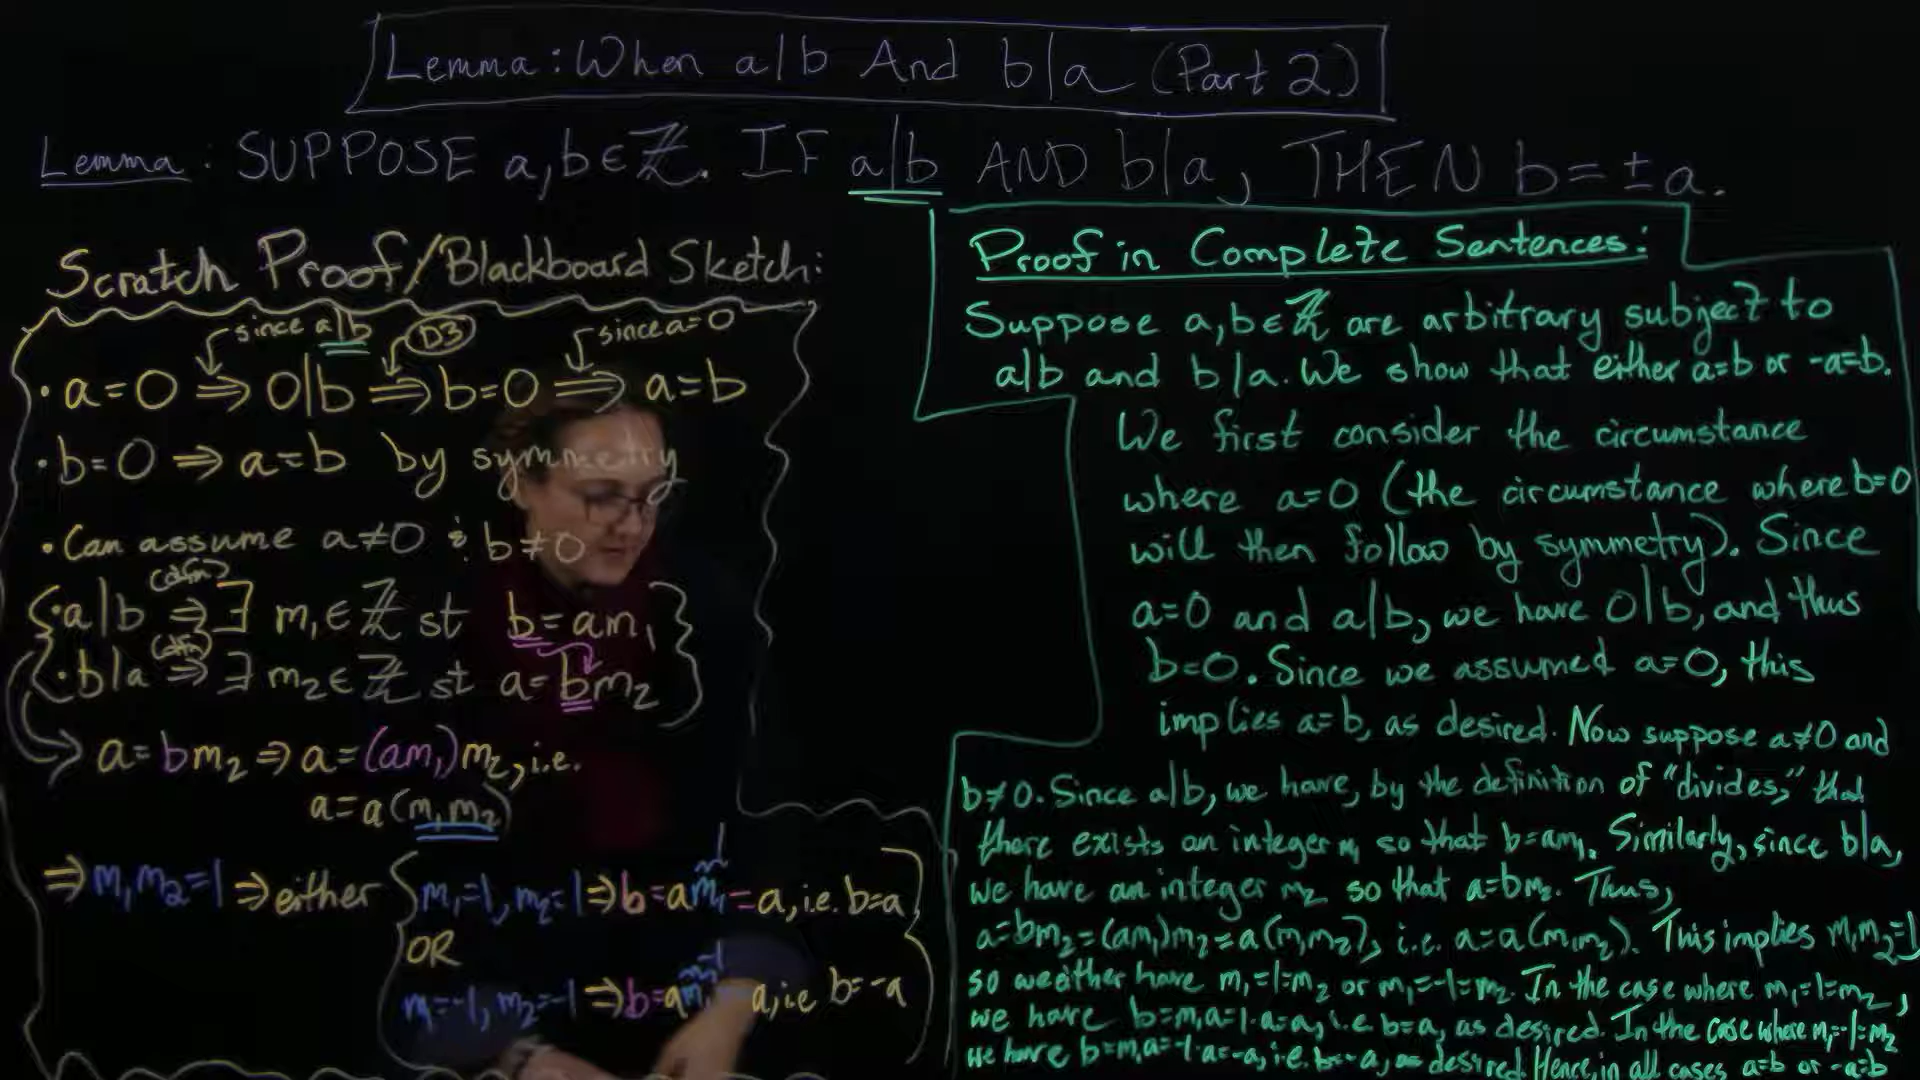 Lemma: When a|b And b|a (Part 2)
Lemma: SUPPOSE a,b∈ℤ. IF a|b AND b|a, THEN b=±a.
Scratch Proof/Blackboard Sketch:
since a|b D3 since a=0
· a=0 ⇒ 0|b ⇒ b=0 ⇒ a=b
· b=0 ⇒ a=b by symmetry
· Can assume a≠0 & b≠0
(dfn)
· a|b ⇒ ∃ m₁∈ℤ st b=am₁
(dfn)
· b|a ⇒ ∃ m₂∈ℤ st a=bm₂
a=bm₂ ⇒ a=(am₁)m₂, i.e.
a=a(m₁m₂)
⇒ m₁m₂=1 ⇒ either
1
m₁=1, m₂=1 ⇒ b=am₁=a, i.e. b=a
OR
-1
m₁=-1, m₂=-1 ⇒ b=am₁ a, i.e b=-a
Proof in Complete Sentences:
Suppose a,b∈ℤ are arbitrary subject to
a|b and b|a. We show that either a=b or -a=b.
We first consider the circumstance
where a=0 (the circumstance where b=0
will then follow by symmetry). Since
a=0 and a|b, we have 0|b, and thus
b=0. Since we assumed a=0, this
implies a=b, as desired. Now suppose a≠0 and
b≠0. Since a|b, we have, by the definition of "divides," that
there exists an integer m₁ so that b=am₁. Similarly, since b|a,
we have an integer m₂ so that a=bm₂. Thus,
a=bm₂=(am₁)m₂=a(m₁m₂), i.e. a=a(m₁m₂). This implies m₁m₂=1
so we either have m₁=1=m₂ or m₁=-1=m₂. In the case where m₁=1=m₂,
we have b=m₁a=1·a=a, i.e. b=a, as desired. In the case where m₁=-1=m₂
we have b=m₁a=-1·a=-a, i.e. b=-a, as desired. Hence, in all cases a=b or -a=b